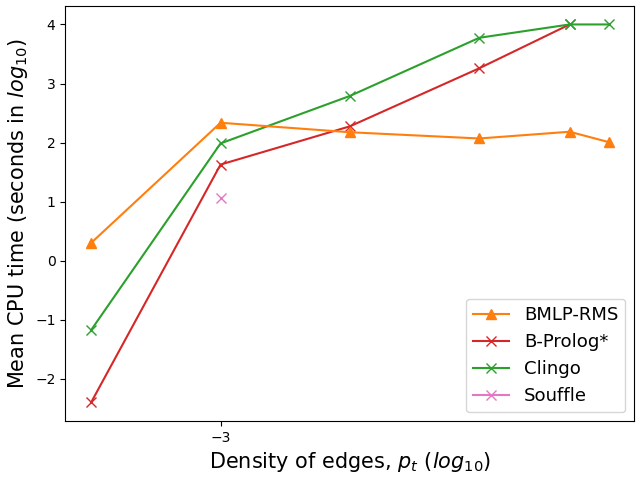 Mean CPU time (seconds in log10)
4
3
2
1
0
−1
−2
−3
Density of edges, pt (log10)
BMLP-RMS
B-Prolog*
Clingo
Souffle